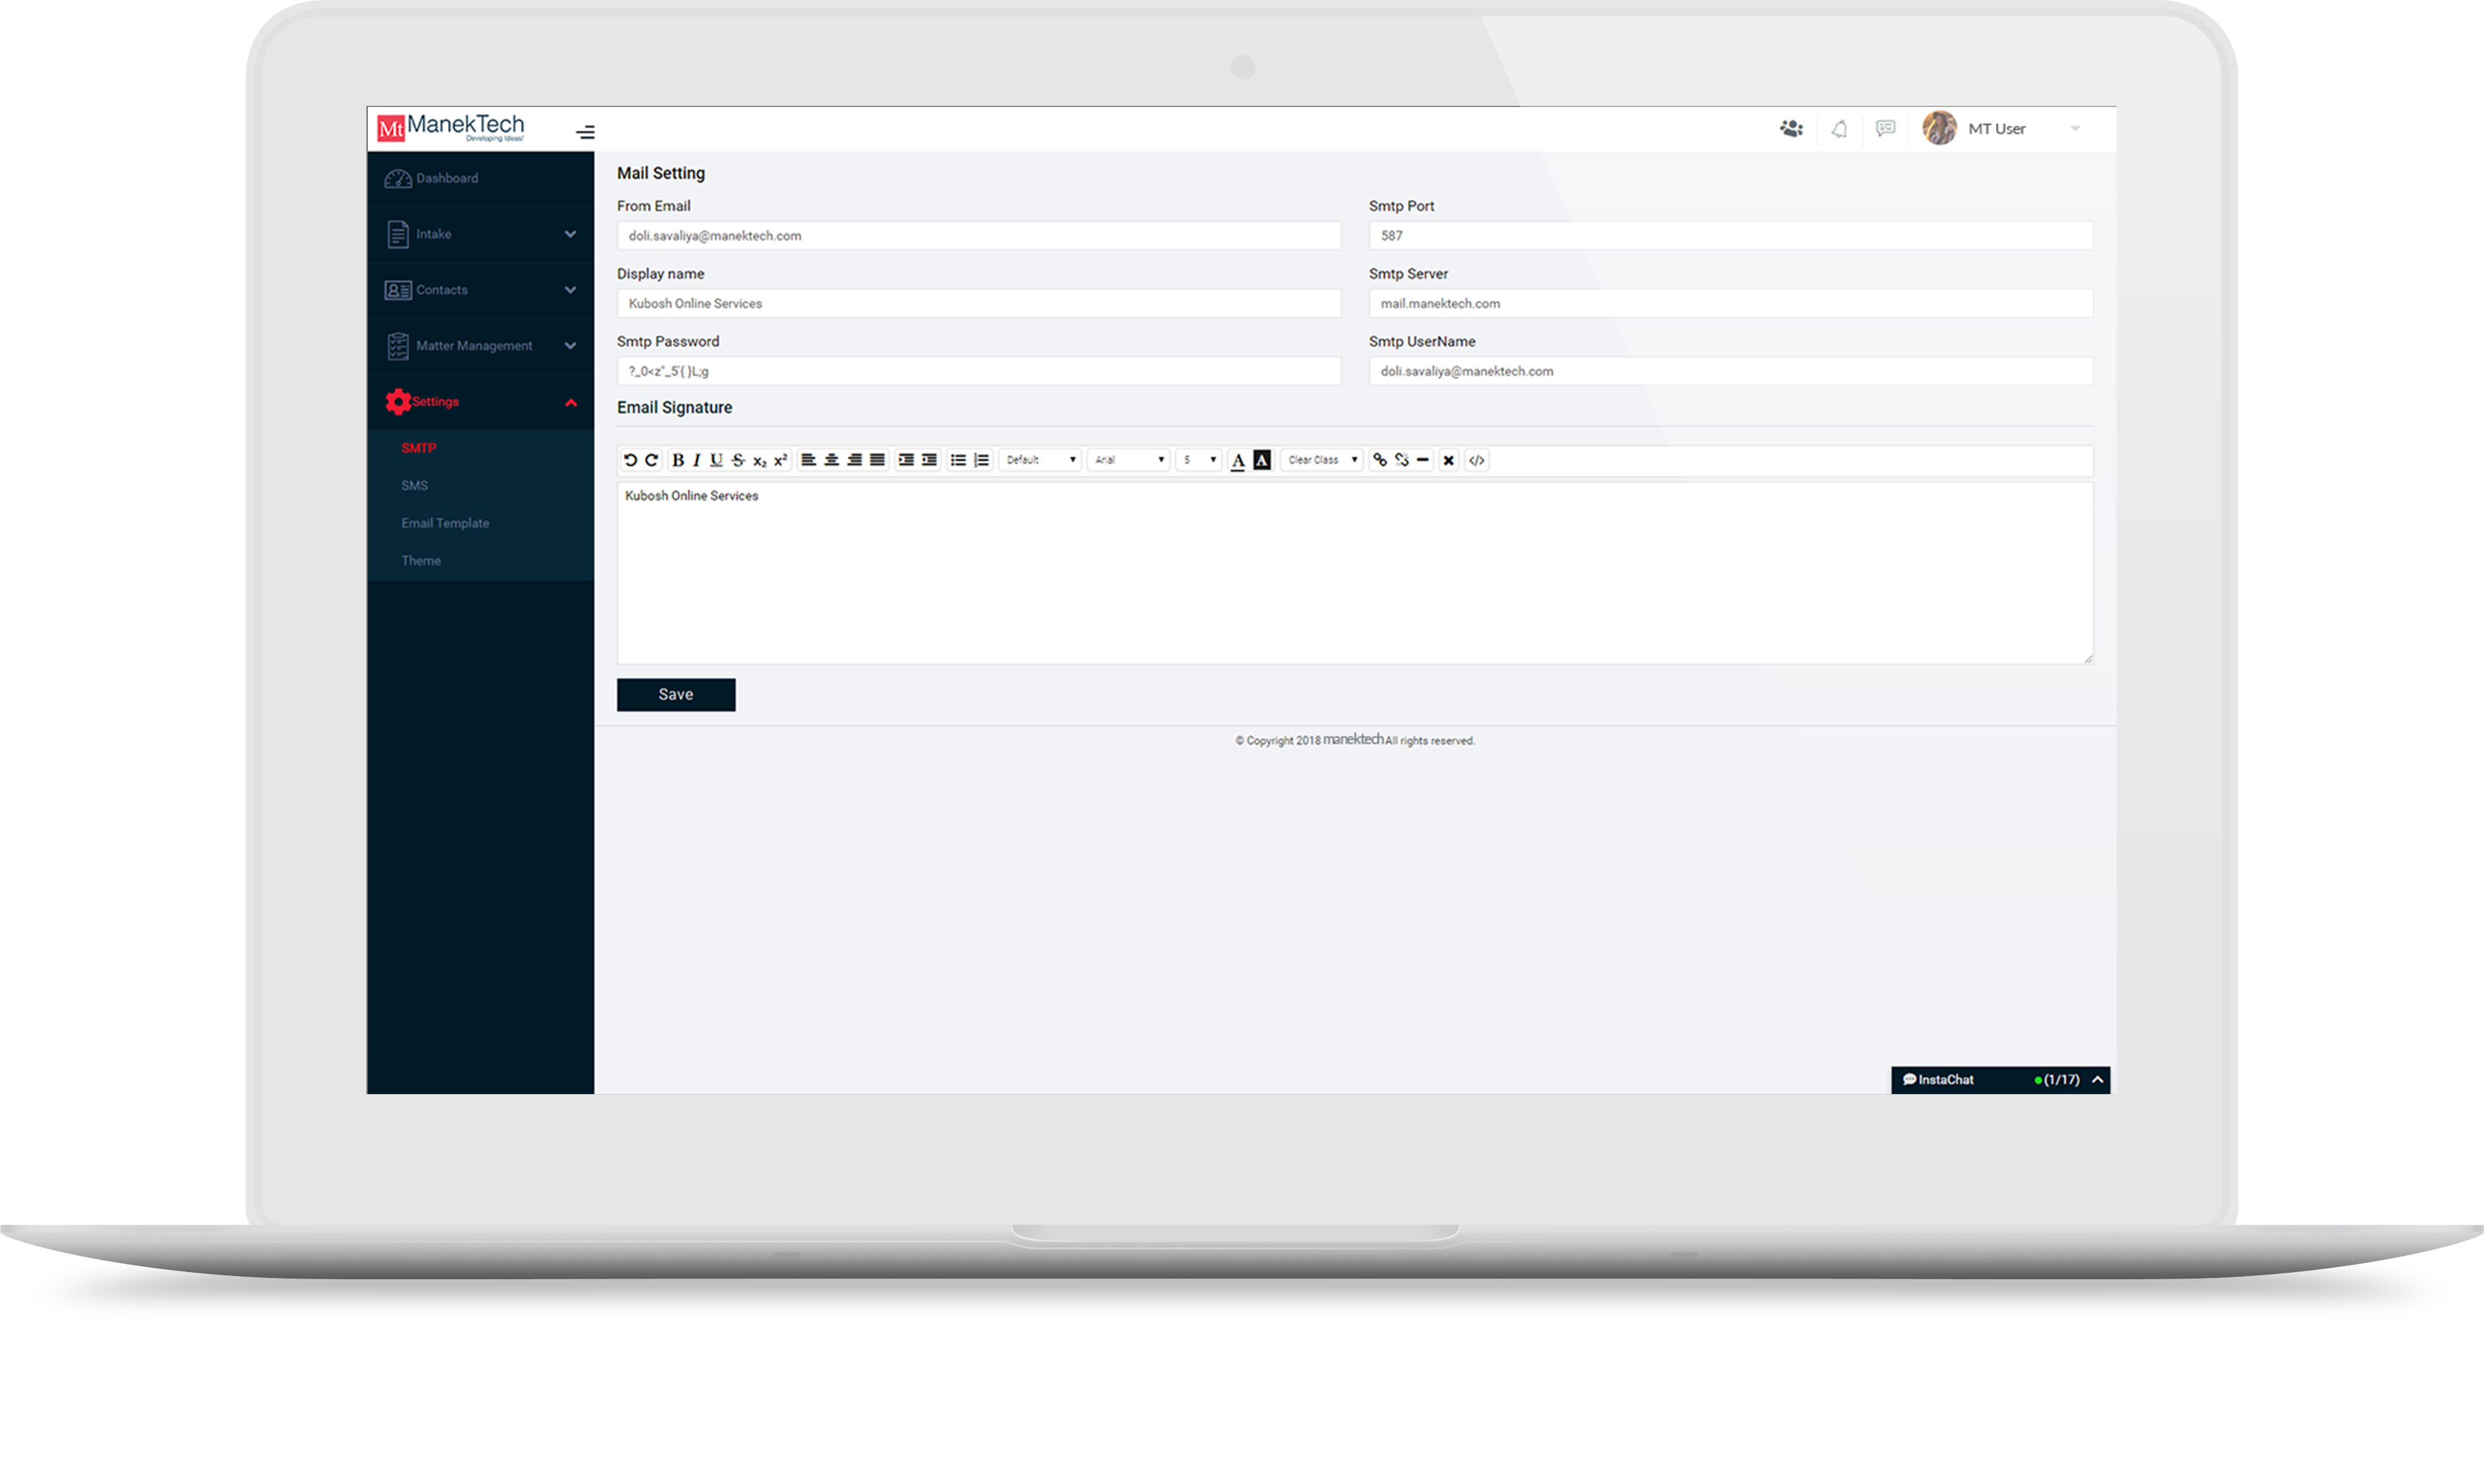 Mt ManekTech
Developing Ideas!
MT User
Dashboard
Intake
Contacts
Matter Management
Settings
SMTP
SMS
Email Template
Theme
Mail Setting
From Email
doli.savaliya@manektech.com
Smtp Port
587
Display name
Kubosh Online Services
Smtp Server
mail.manektech.com
Smtp Password
?_0<z"_5'{ }L;g
Smtp UserName
doli.savaliya@manektech.com
Email Signature
B I U S x₂ x² Default Arial 5 A A Clear Class </>
Kubosh Online Services
Save
© Copyright 2018 manektech All rights reserved.
InstaChat (1/17)